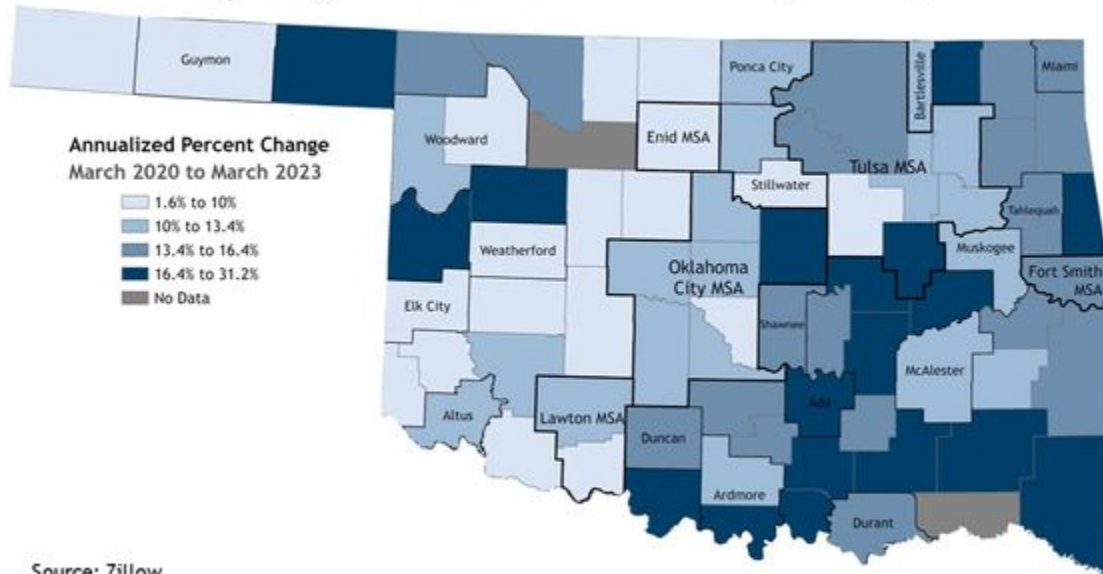 Guymon
Ponca City
Bartlesville
Miami
Annualized Percent Change
March 2020 to March 2023
1.6% to 10%
10% to 13.4%
13.4% to 16.4%
16.4% to 31.2%
No Data
Woodward
Enid MSA
Tulsa MSA
Stillwater
Tahlequah
Weatherford
Muskogee
Oklahoma
City MSA
Fort Smith
MSA
Elk City
Shawnee
McAlester
Altus
Lawton MSA
Ada
Duncan
Ardmore
Durant
Source: Zillow